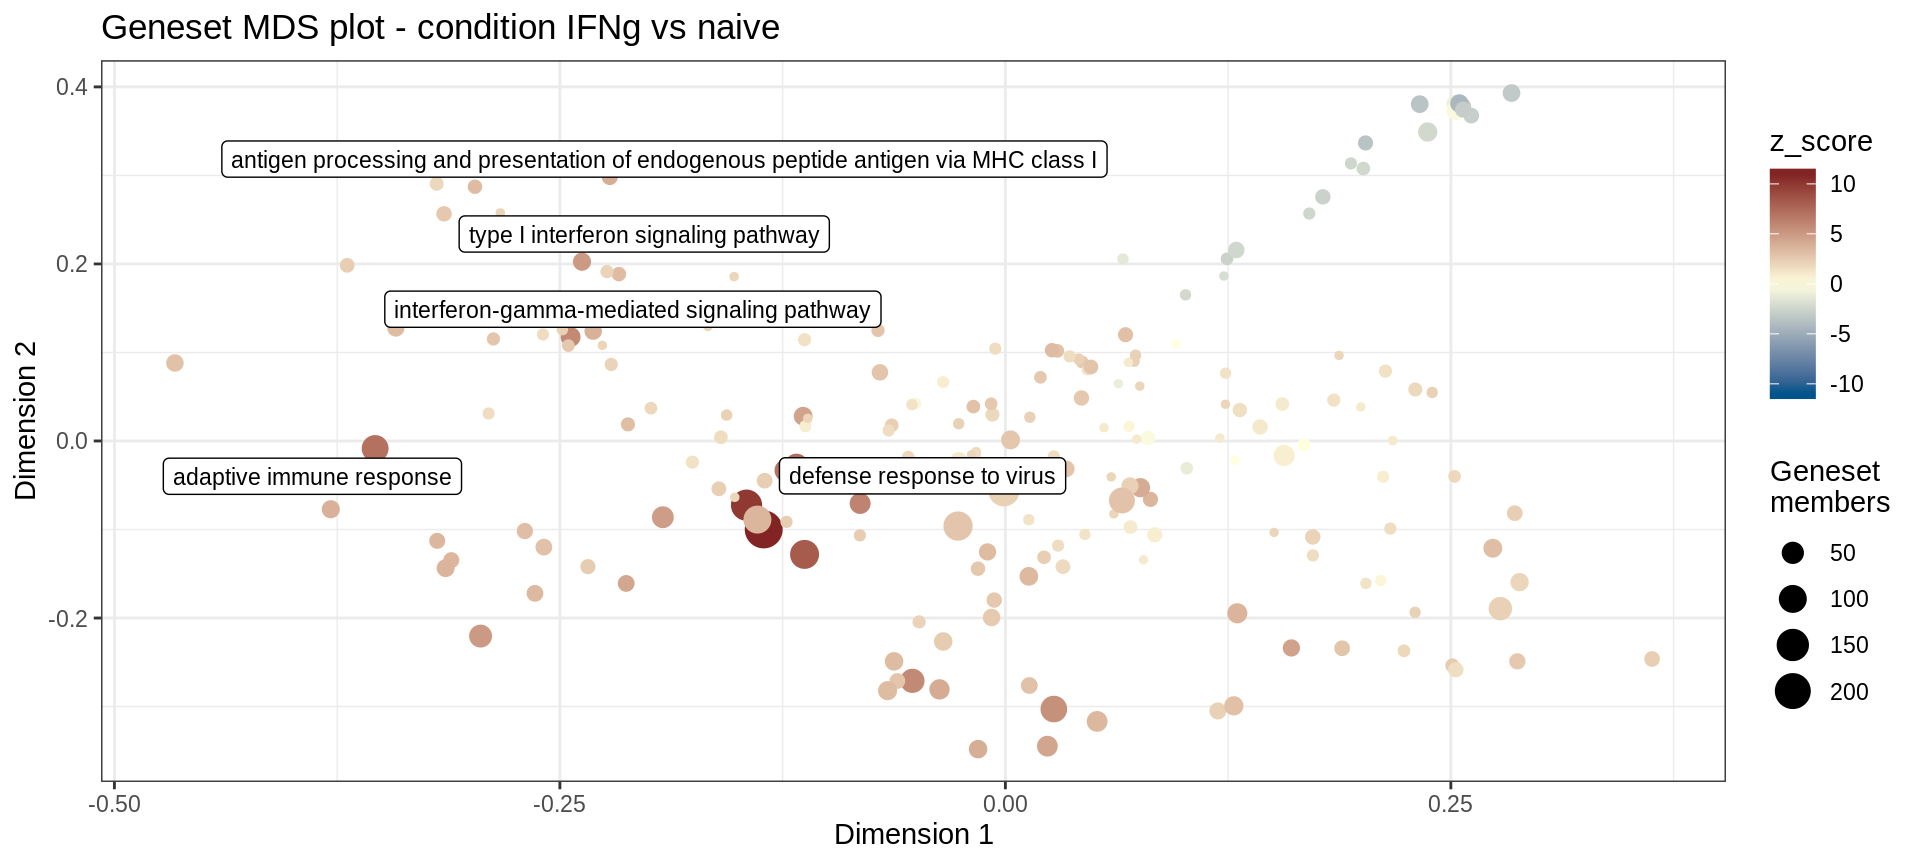 Geneset MDS plot - condition IFNg vs naive
Dimension 2
0.4
0.2
0.0
-0.2
antigen processing and presentation of endogenous peptide antigen via MHC class I
type I interferon signaling pathway
interferon-gamma-mediated signaling pathway
adaptive immune response
defense response to virus
-0.50
-0.25
0.00
0.25
Dimension 1
z_score
10
5
0
-5
-10
Geneset
members
50
100
150
200